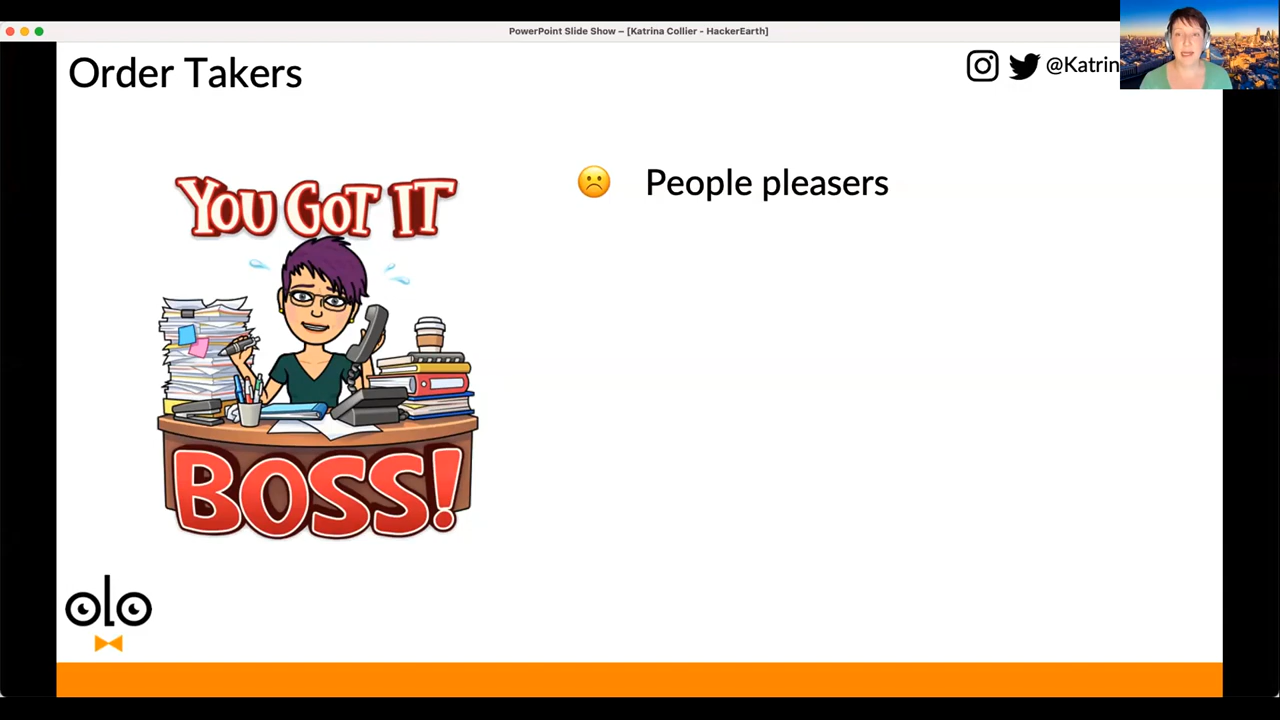 PowerPoint Slide Show – [Katrina Collier - HackerEarth]
Order Takers
@Katrin
YOU GOT IT
BOSS!
☹️ People pleasers
olo